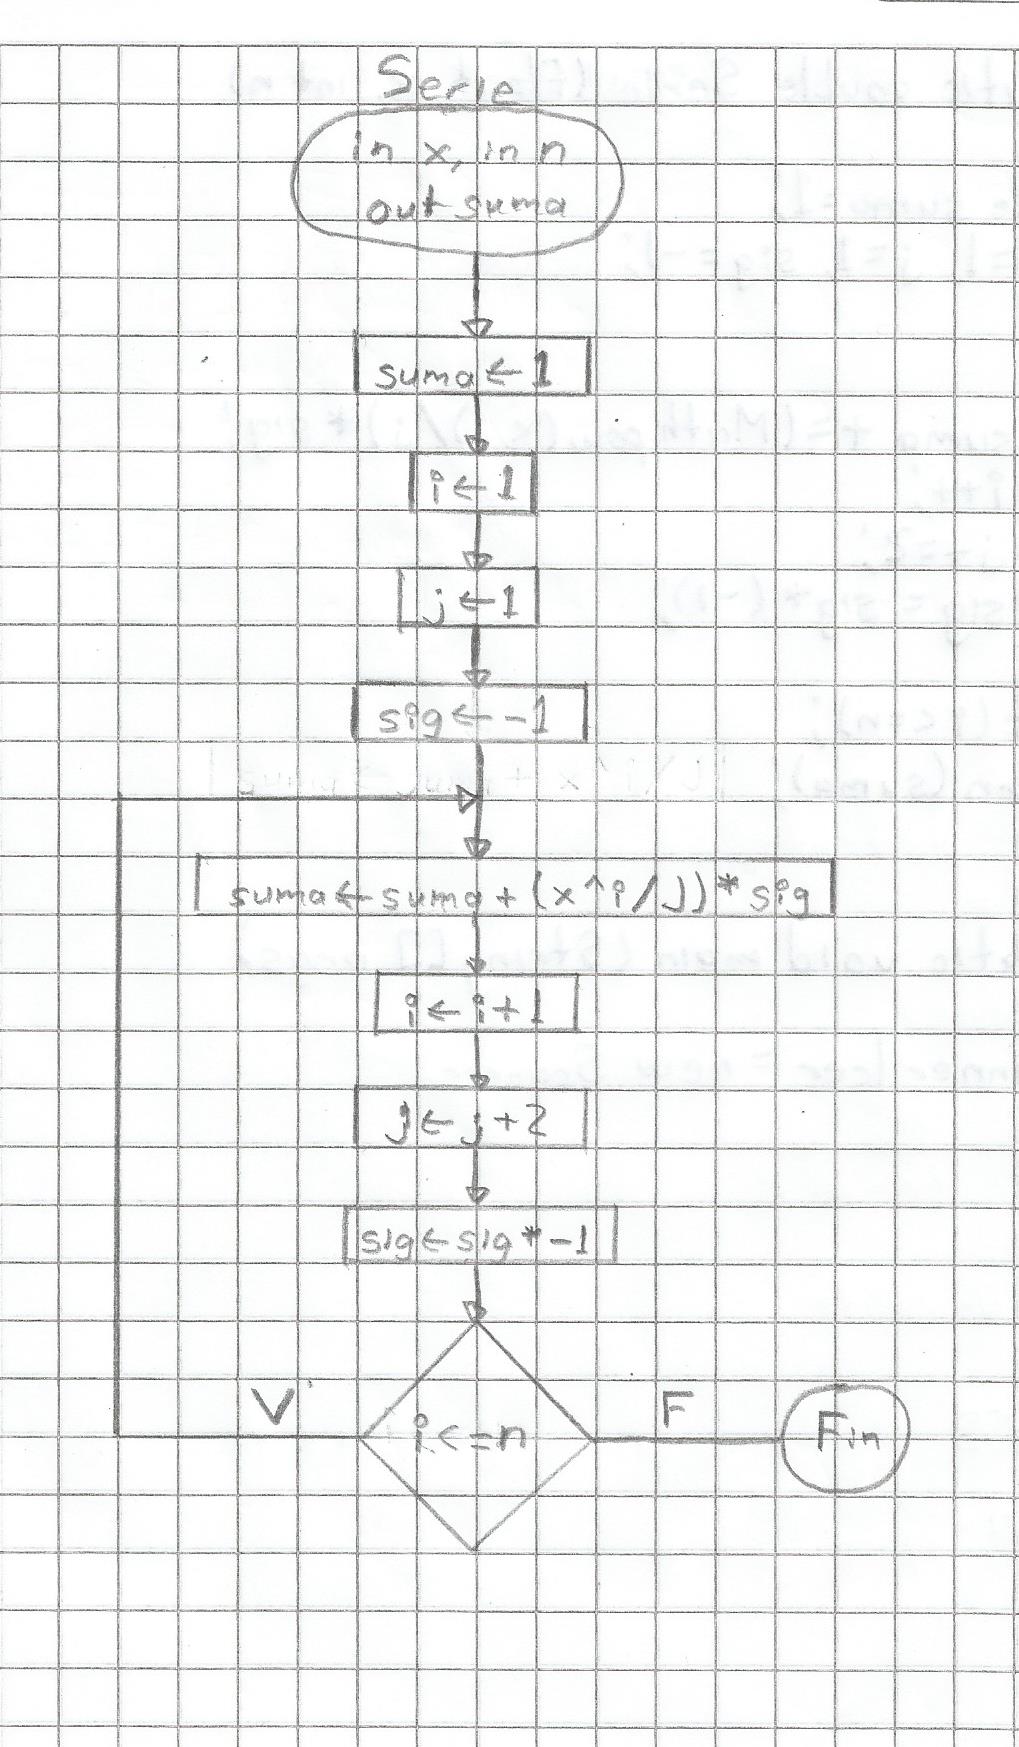 Serie
in x, in n
out suma
suma ← 1
i ← 1
j ← 1
sig ← -1
suma ← suma + (x^i/j)) * sig
i ← i + 1
j ← j + 2
sig ← sig * -1
i <= n
V
F
Fin